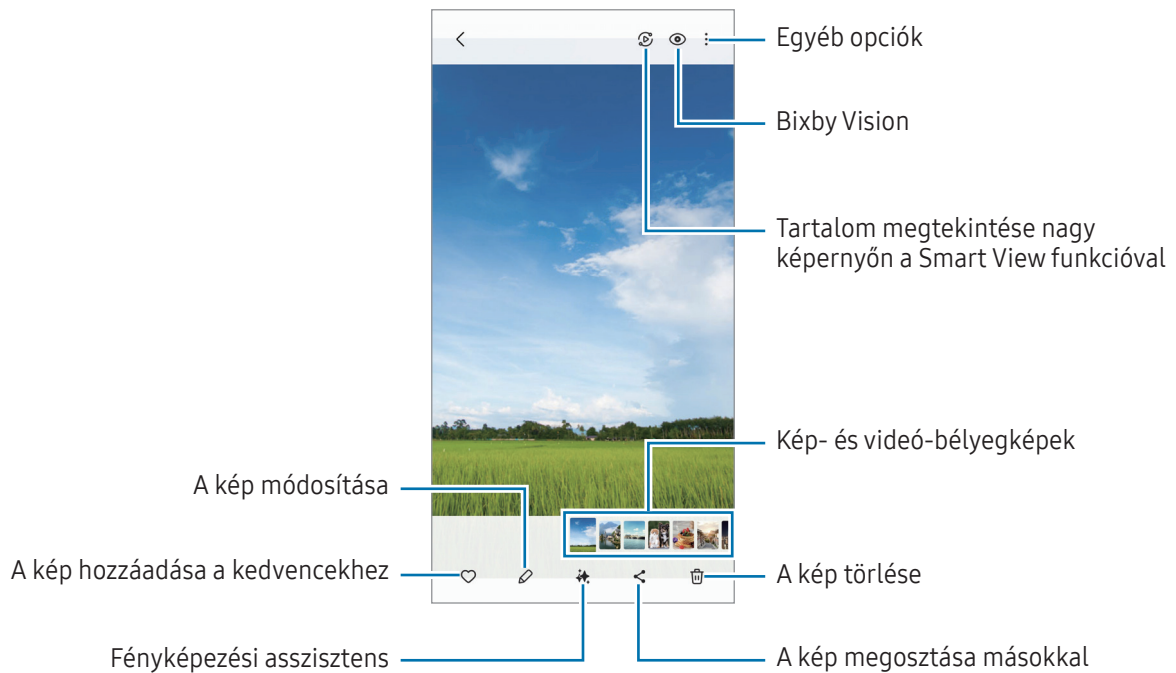 Egyéb opciók
Bixby Vision
Tartalom megtekintése nagy
képernyőn a Smart View funkcióval
Kép- és videó-bélyegképek
A kép módosítása
A kép hozzáadása a kedvencekhez
A kép törlése
Fényképezési asszisztens
A kép megosztása másokkal